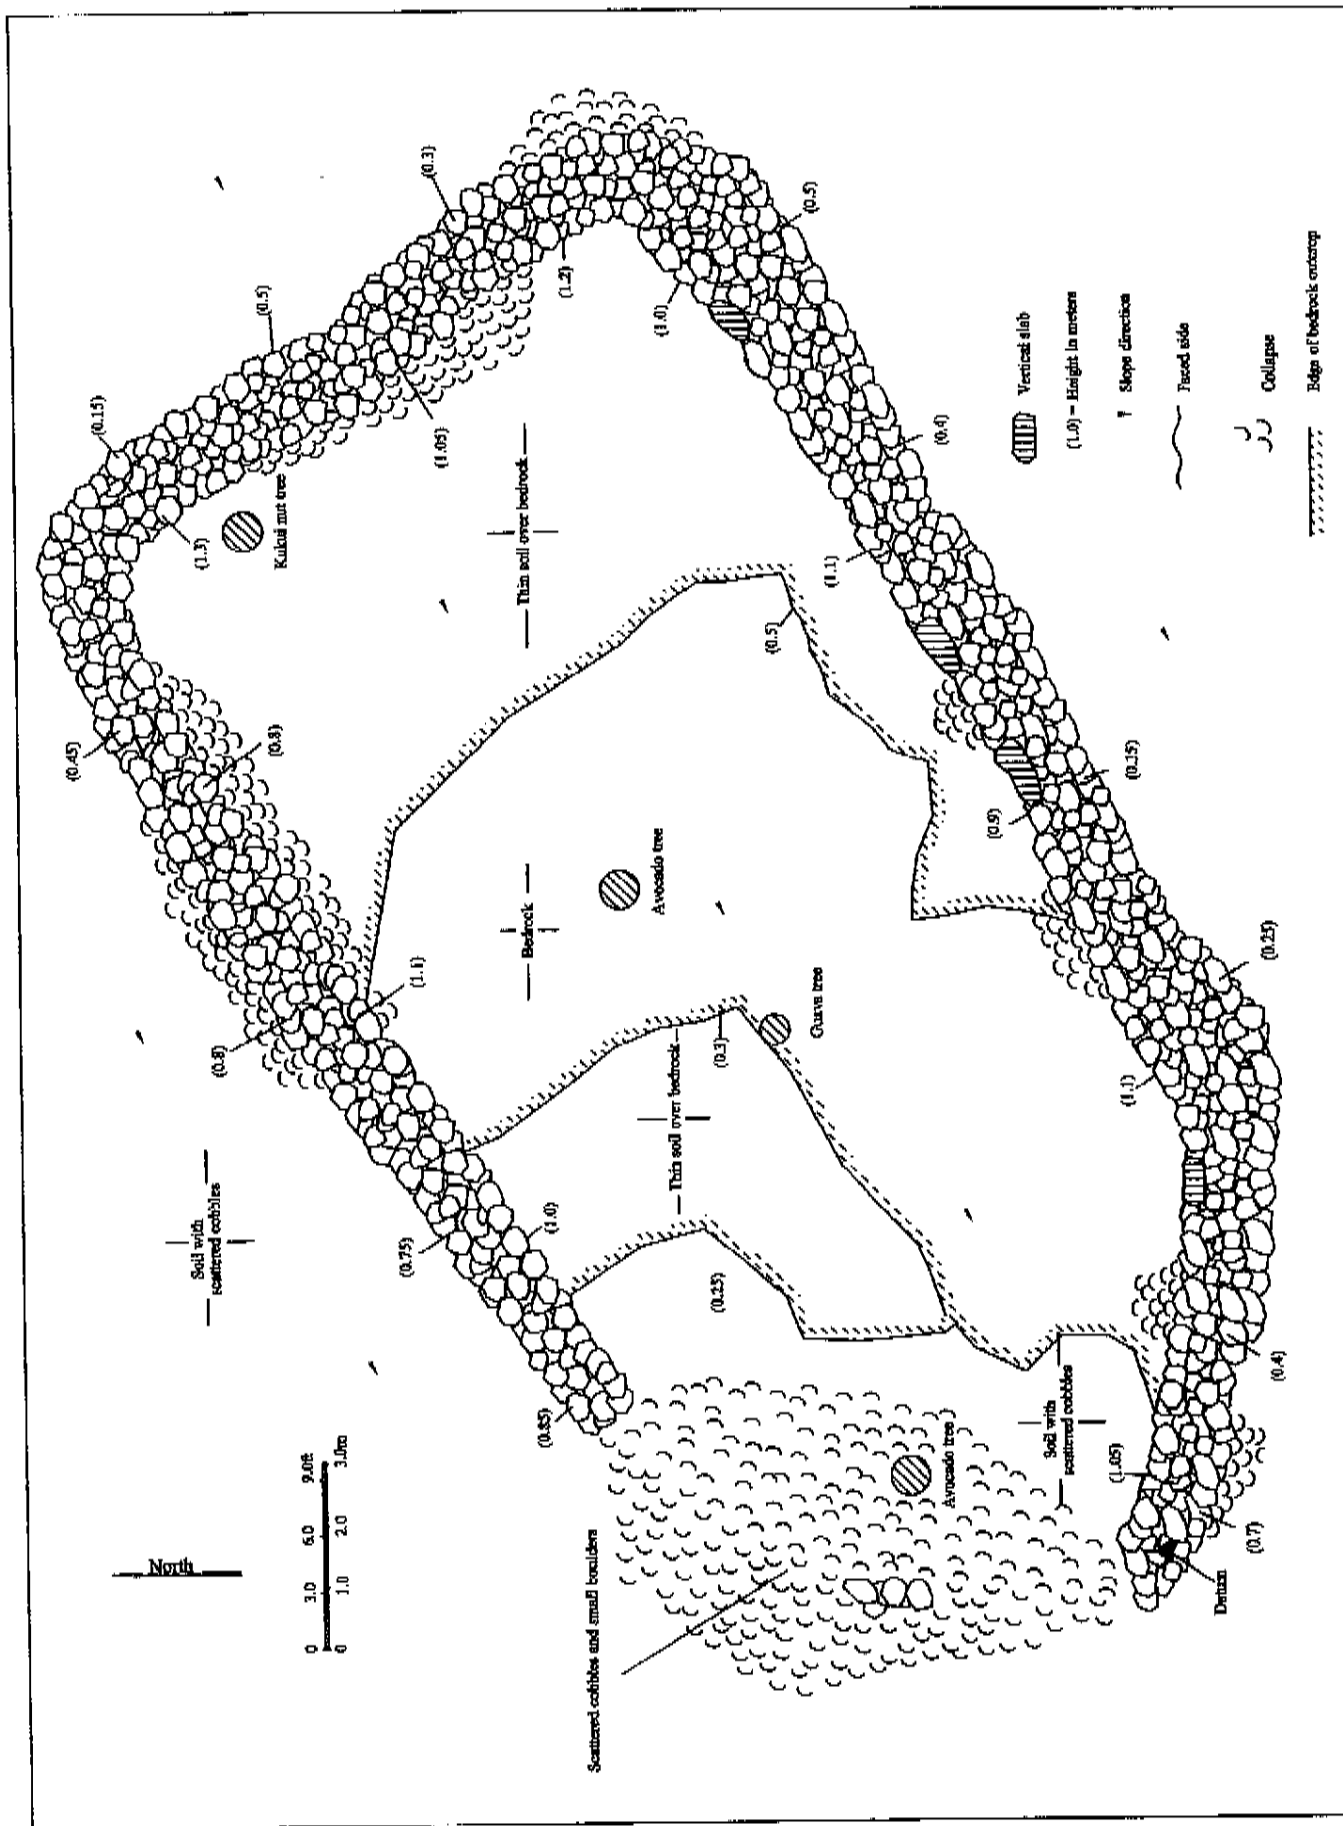 North
0 3.0 6.0 9.0ft
0 1.0 2.0 3.0m
Soil with
scattered cobbles
(0.45)
(0.15)
(0.5)
(0.3)
(0.8)
(0.8)
(1.3)
Kukui nut tree
(1.05)
(1.2)
(1.1)
(0.75)
(1.0)
(0.85)
Thin soil over bedrock
Bedrock
Avocado tree
Thin soil over bedrock
(0.3)
(0.25)
Guava tree
(0.5)
(1.0)
(0.5)
(0.4)
(1.1)
(0.9)
(0.35)
(0.25)
(1.1)
(0.4)
Scattered cobbles and small boulders
Avocado tree
Soil with
scattered cobbles
(1.05)
(0.7)
Datum
Vertical slab
(1.0) = Height in meters
Slope direction
Faced side
Collapse
Edge of bedrock outcrop